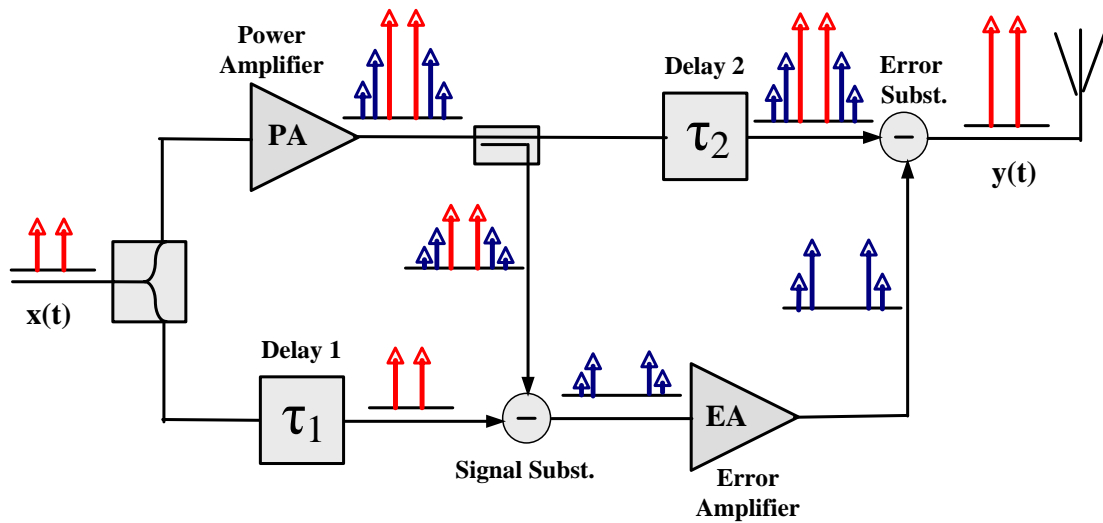 Power
Amplifier
PA
Delay 2
τ2
Error
Subst.
−
y(t)
x(t)
Delay 1
τ1
−
Signal Subst.
EA
Error
Amplifier